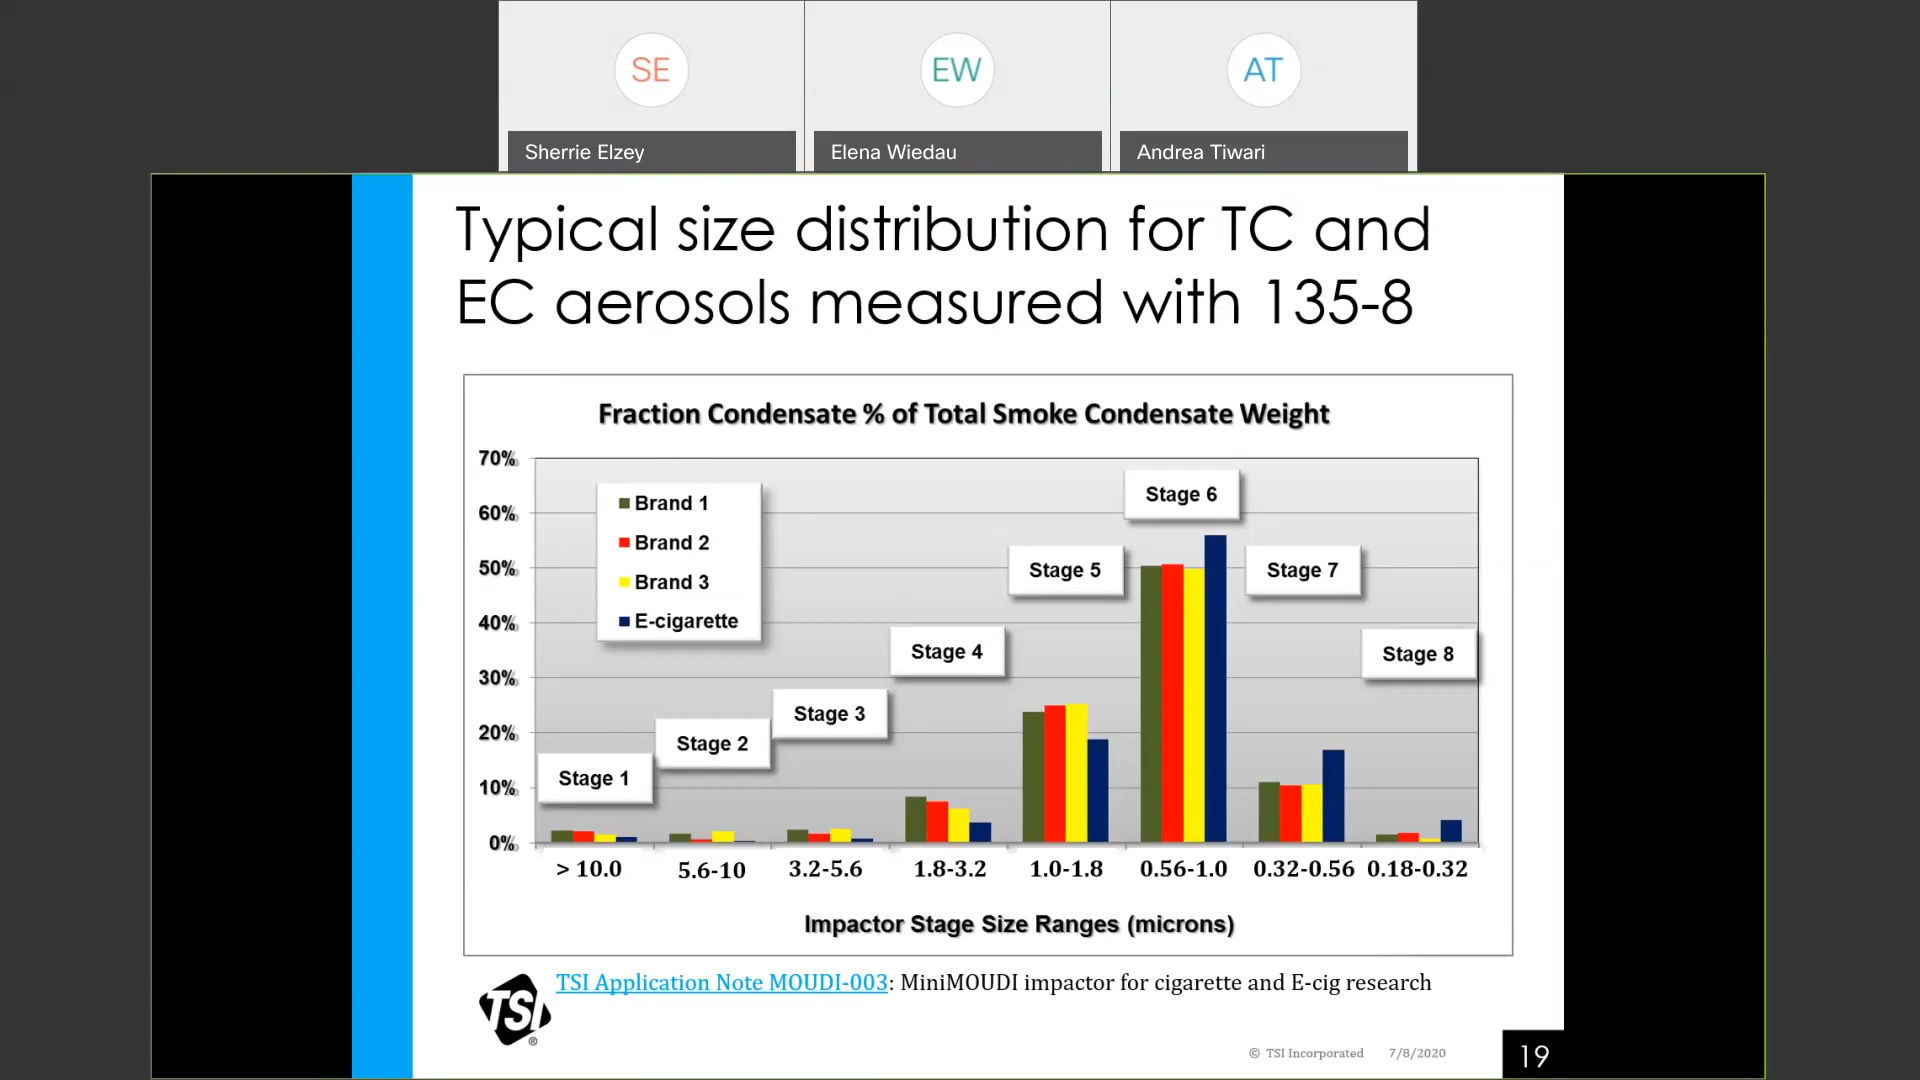 SE
EW
AT
Sherrie Elzey
Elena Wiedau
Andrea Tiwari
Typical size distribution for TC and
EC aerosols measured with 135-8
Fraction Condensate % of Total Smoke Condensate Weight
70%
60%
50%
40%
30%
20%
10%
0%
Brand 1
Brand 2
Brand 3
E-cigarette
Stage 1
Stage 2
Stage 3
Stage 4
Stage 5
Stage 6
Stage 7
Stage 8
> 10.0
5.6-10
3.2-5.6
1.8-3.2
1.0-1.8
0.56-1.0
0.32-0.56
0.18-0.32
Impactor Stage Size Ranges (microns)
TSI Application Note MOUDI-003: MiniMOUDI impactor for cigarette and E-cig research
TSI ®
© TSI Incorporated
7/8/2020
19